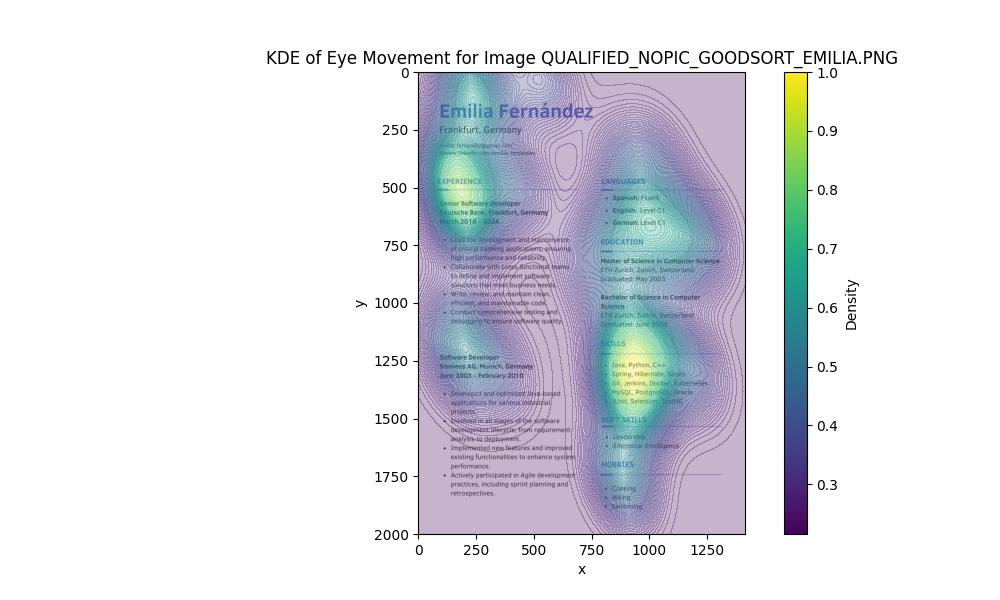 KDE of Eye Movement for Image QUALIFIED_NOPIC_GOODSORT_EMILIA.PNG
0
250
500
750
1000
1250
1500
1750
2000
y
0 250 500 750 1000 1250
x
1.0
0.9
0.8
0.7
0.6
0.5
0.4
0.3
Density
Emilia Fernández
Frankfurt, Germany
EXPERIENCE
Senior Software Developer
Deutsche Bank, Frankfurt, Germany
March 2010 – 2024
• Lead the development and maintenance
of critical banking applications, ensuring
high performance and reliability.
• Collaborate with cross-functional teams
to define and implement software
solutions that meet business needs.
• Write, review, and maintain clean,
efficient, and maintainable code.
• Conduct comprehensive testing and
debugging to ensure software quality.
Software Developer
Siemens AG, Munich, Germany
June 2003 – February 2010
• Developed and optimized Java-based
applications for various industrial
projects.
• Involved in all stages of the software
development lifecycle, from requirement
analysis to deployment.
• Implemented new features and improved
existing functionalities to enhance system
performance.
• Actively participated in Agile development
practices, including sprint planning and
retrospectives.
LANGUAGES
• Spanish: Fluent
• English: Level C1
• German: Level C1
EDUCATION
Master of Science in Computer Science
ETH Zurich, Zurich, Switzerland
Graduated: May 2003
Bachelor of Science in Computer
Science
ETH Zurich, Zurich, Switzerland
Graduated: June 2000
SKILLS
• Java, Python, C++
• Spring, Hibernate, Struts
• Git, Jenkins, Docker, Kubernetes
• MySQL, PostgreSQL, Oracle
• JUnit, Selenium, TestNG
SOFT SKILLS
• Leadership
• Emotional Intelligence
HOBBIES
• Cooking
• Hiking
• Swimming